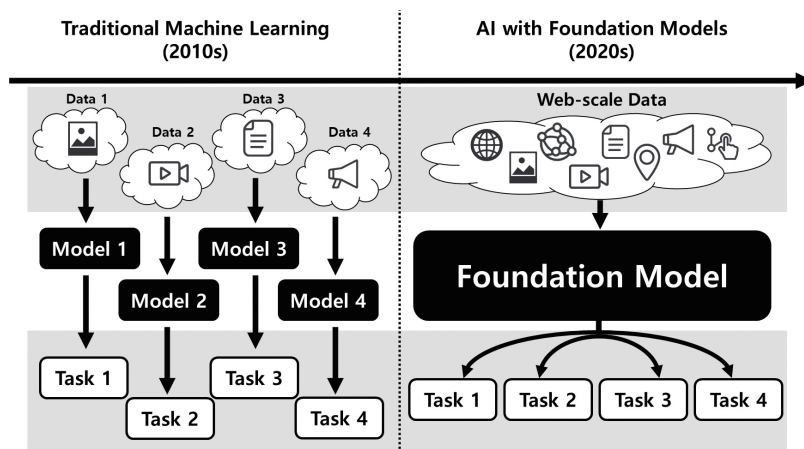 Traditional Machine Learning
(2010s)
AI with Foundation Models
(2020s)
Data 1
Data 2
Data 3
Data 4
Web-scale Data
Model 1
Model 2
Model 3
Model 4
Foundation Model
Task 1
Task 2
Task 3
Task 4
Task 1
Task 2
Task 3
Task 4